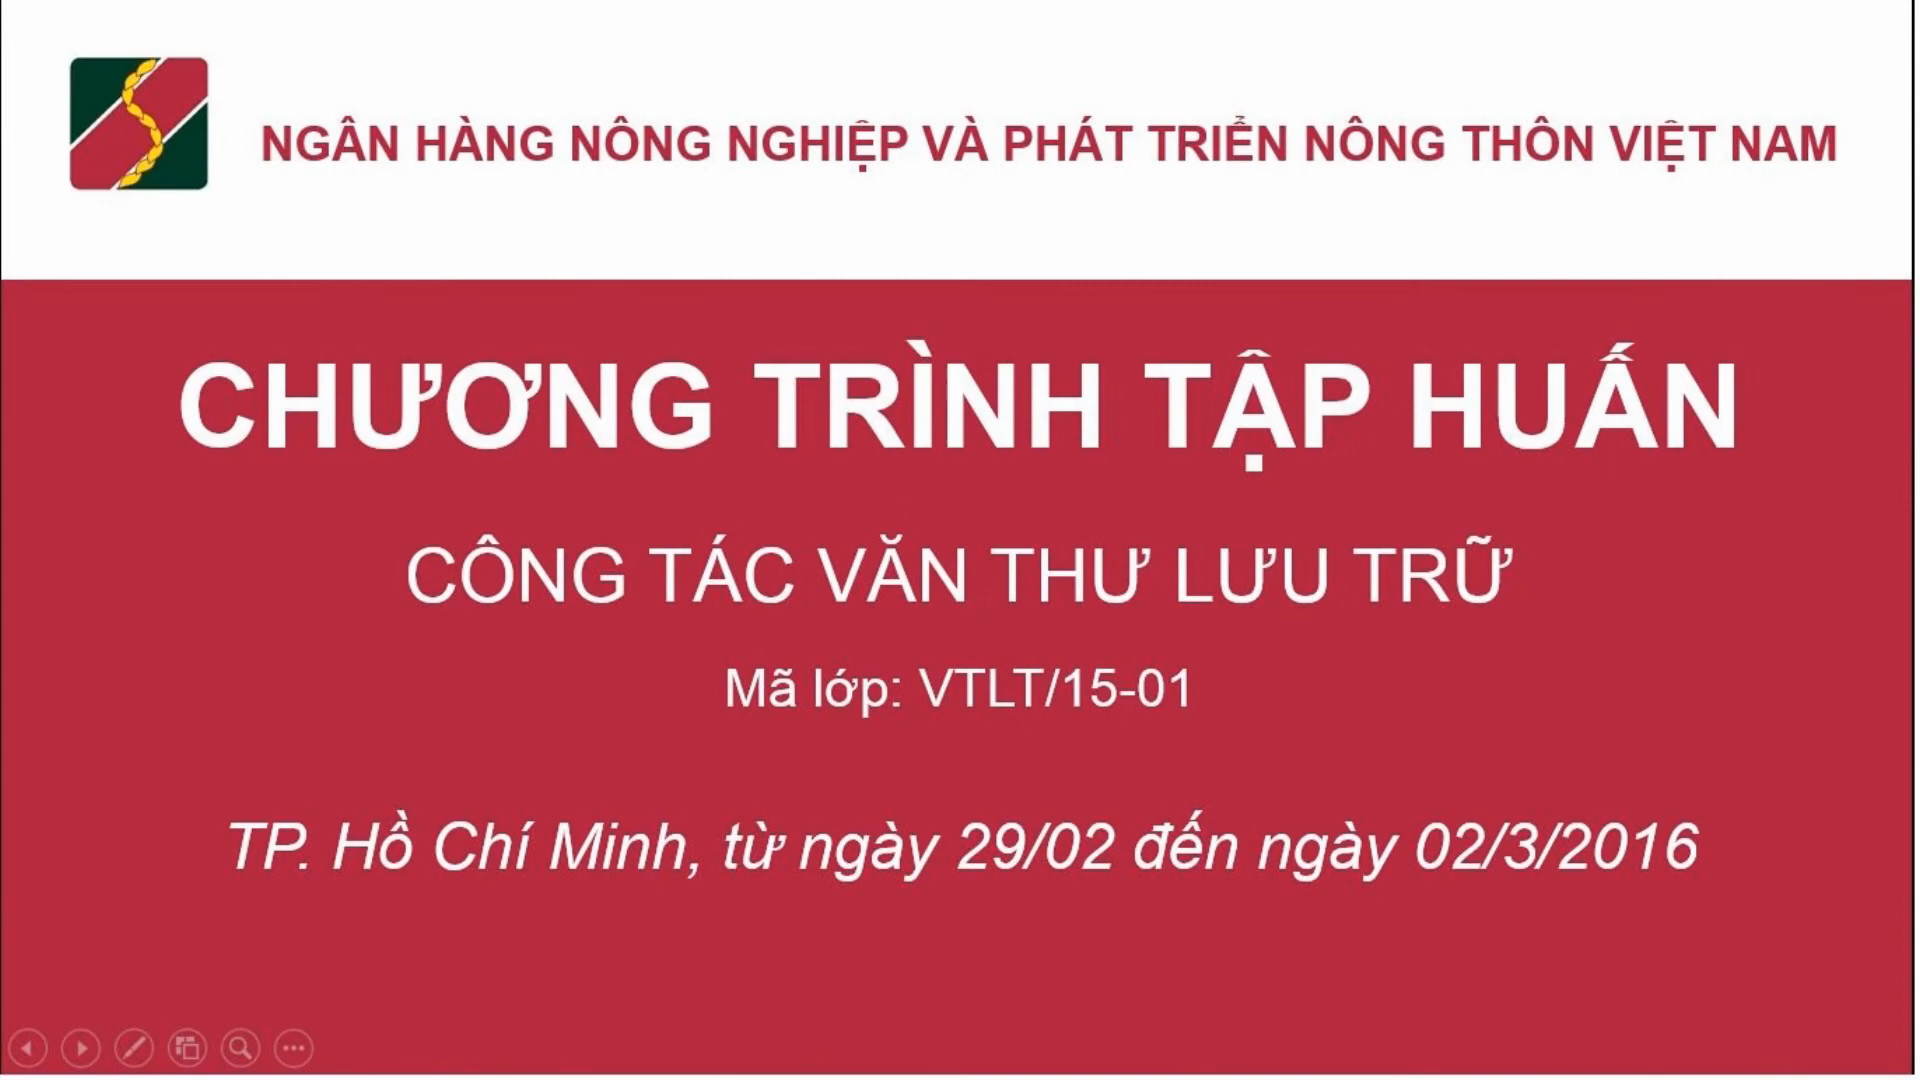 NGÂN HÀNG NÔNG NGHIỆP VÀ PHÁT TRIỂN NÔNG THÔN VIỆT NAM
CHƯƠNG TRÌNH TẬP HUẤN
CÔNG TÁC VĂN THƯ LƯU TRỮ
Mã lớp: VTLT/15-01
TP. Hồ Chí Minh, từ ngày 29/02 đến ngày 02/3/2016